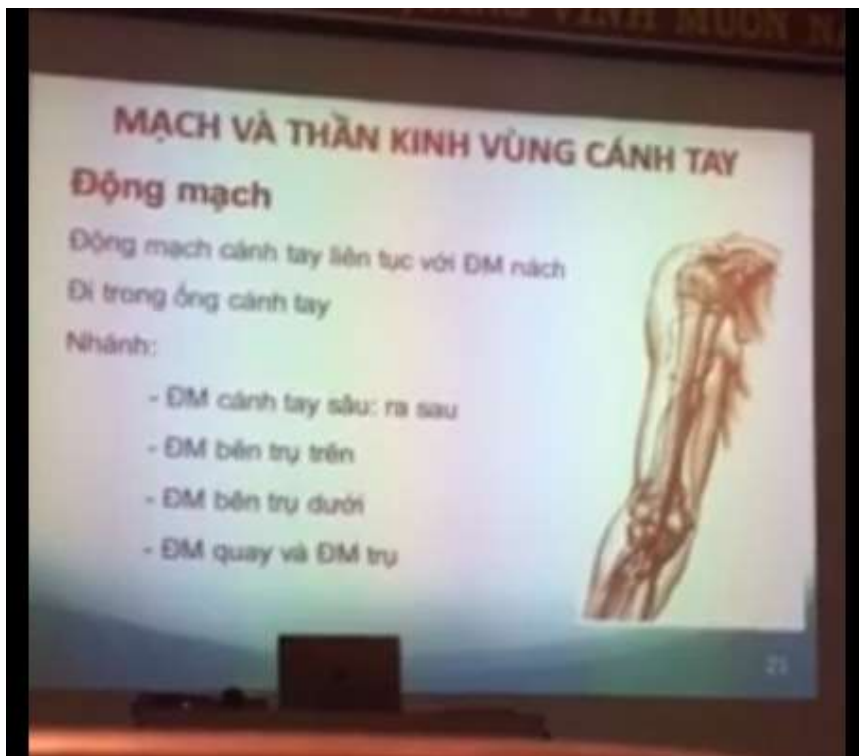 VINH MUÔN
MẠCH VÀ THẦN KINH VÙNG CÁNH TAY
Động mạch
Động mạch cánh tay liên tục với ĐM nách
Đi trong ống cánh tay
Nhánh:
- ĐM cánh tay sâu: ra sau
- ĐM bên trụ trên
- ĐM bên trụ dưới
- ĐM quay và ĐM trụ
21